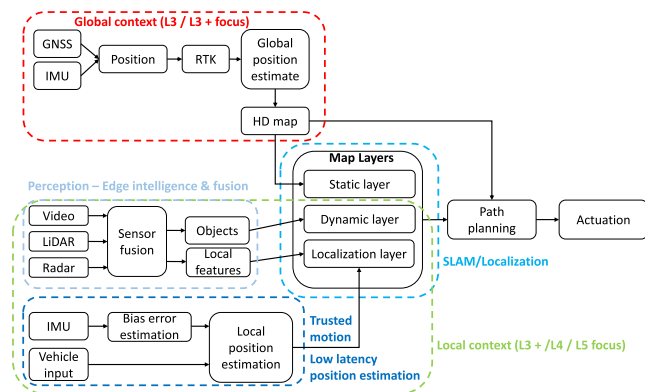 Global context (L3 / L3 + focus)
GNSS
IMU
Position
RTK
Global
position
estimate
HD map
Map Layers
Static layer
Dynamic layer
Localization layer
Path
planning
Actuation
SLAM/Localization
Perception – Edge intelligence & fusion
Video
LiDAR
Radar
Sensor
fusion
Objects
Local
features
IMU
Bias error
estimation
Vehicle
input
Local
position
estimation
Trusted
motion
Low latency
position estimation
Local context (L3 + /L4 / L5 focus)